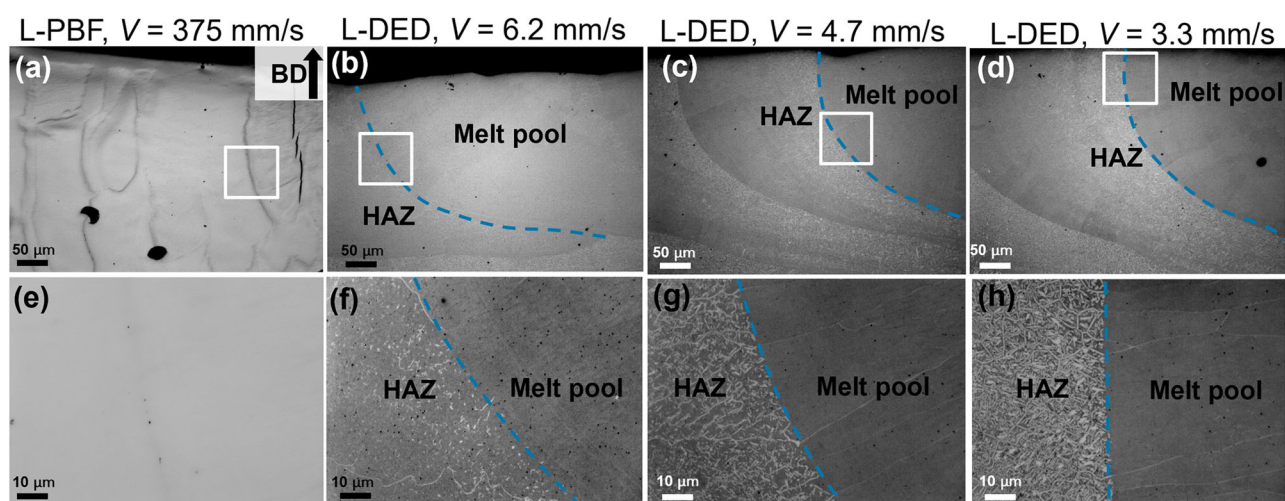 L-PBF, V = 375 mm/s
L-DED, V = 6.2 mm/s
L-DED, V = 4.7 mm/s
L-DED, V = 3.3 mm/s
(a)
BD
50 µm
(b)
Melt pool
HAZ
50 µm
(c)
HAZ
Melt pool
50 µm
(d)
Melt pool
HAZ
50 µm
(e)
10 µm
(f)
HAZ
Melt pool
10 µm
(g)
HAZ
Melt pool
10 µm
(h)
HAZ
Melt pool
10 µm